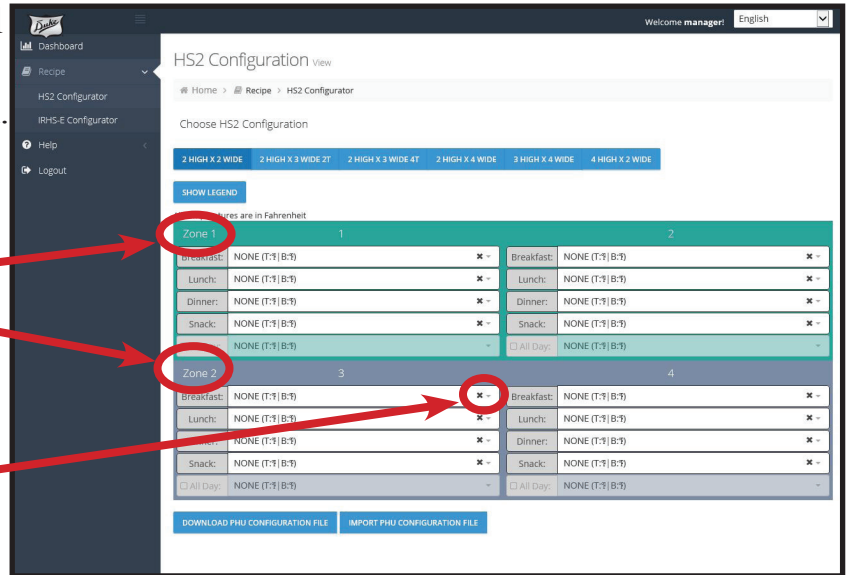 Duke
Welcome manager! English
Dashboard
Recipe
HS2 Configurator
IRHS-E Configurator
Help
Logout
HS2 Configuration View
Home > Recipe > HS2 Configurator
Choose HS2 Configuration
2 HIGH X 2 WIDE 2 HIGH X 3 WIDE 2T 2 HIGH X 3 WIDE 4T 2 HIGH X 4 WIDE 3 HIGH X 4 WIDE 4 HIGH X 2 WIDE
SHOW LEGEND
are in Fahrenheit
Zone 1 1 2
Breakfast: NONE (T:°F| B:°F) Breakfast: NONE (T:°F| B:°F)
Lunch: NONE (T:°F| B:°F) Lunch: NONE (T:°F| B:°F)
Dinner: NONE (T:°F| B:°F) Dinner: NONE (T:°F| B:°F)
Snack: NONE (T:°F| B:°F) Snack: NONE (T:°F| B:°F)
NONE (T:°F| B:°F) All Day: NONE (T:°F| B:°F)
Zone 2 3 4
Breakfast: NONE (T:°F| B:°F) Breakfast: NONE (T:°F| B:°F)
Lunch: NONE (T:°F| B:°F) Lunch: NONE (T:°F| B:°F)
NONE (T:°F| B:°F) Dinner: NONE (T:°F| B:°F)
Snack: NONE (T:°F| B:°F) Snack: NONE (T:°F| B:°F)
All Day: NONE (T:°F| B:°F) All Day: NONE (T:°F| B:°F)
DOWNLOAD PHU CONFIGURATION FILE IMPORT PHU CONFIGURATION FILE